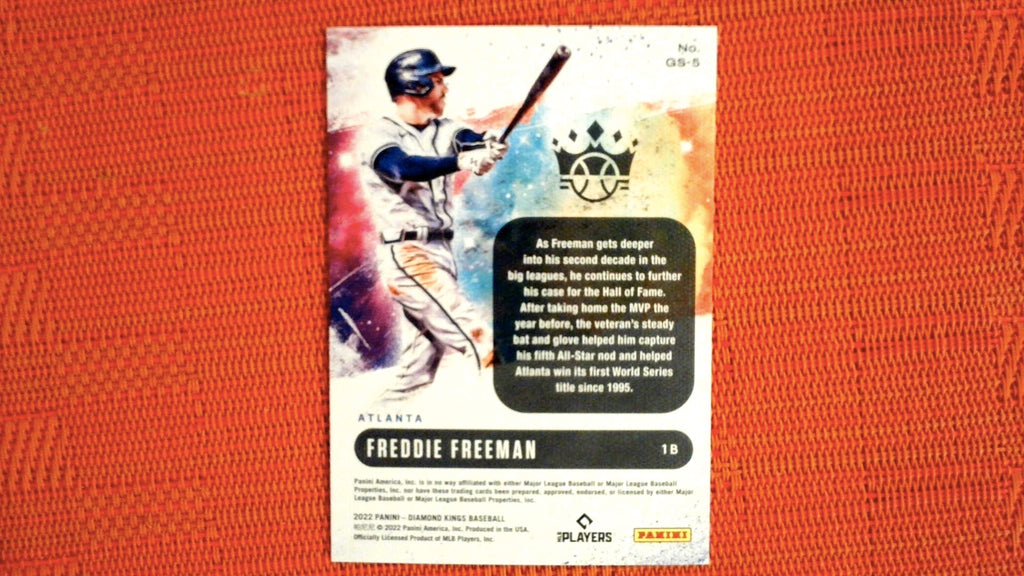 No.
GS-5
As Freeman gets deeper
into his second decade in the
big leagues, he continues to further
his case for the Hall of Fame.
After taking home the MVP the
year before, the veteran's steady
bat and glove helped him capture
his fifth All-Star nod and helped
Atlanta win its first World Series
title since 1995.
ATLANTA
FREDDIE FREEMAN
1B
Panini America, Inc. is in no way affiliated with either Major League Baseball or Major League Baseball
Properties, Inc. nor have these trading cards been prepared, approved, endorsed, or licensed by either Major
League Baseball or Major League Baseball Properties, Inc.
2022 PANINI – DIAMOND KINGS BASEBALL
帕尼尼 © 2022 Panini America, Inc. Produced in the USA.
Officially Licensed Product of MLB Players, Inc.
MLB PLAYERS
PANINI